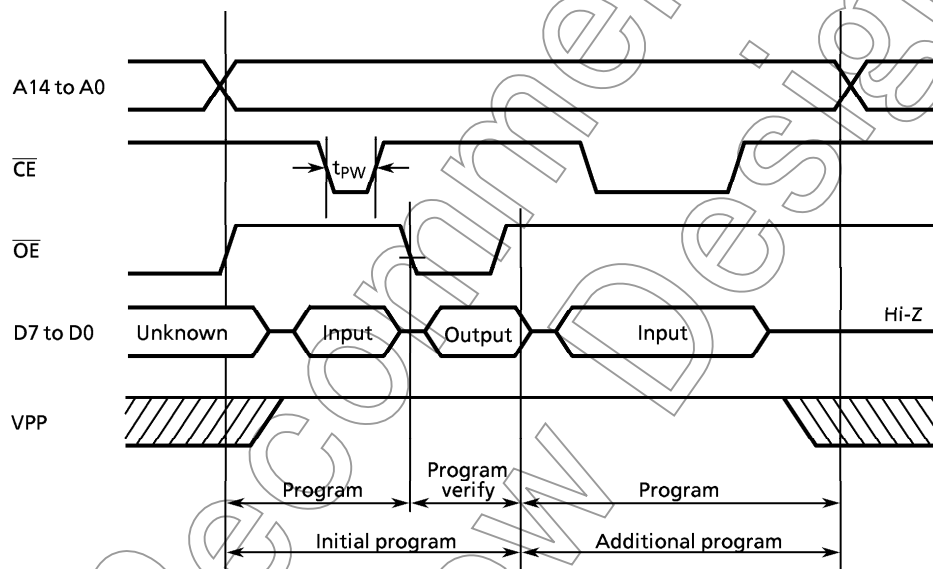 A14 to A0
CE
tPW
OE
D7 to D0
Unknown
Input
Output
Input
Hi-Z
VPP
Program
Program
verify
Program
Initial program
Additional program